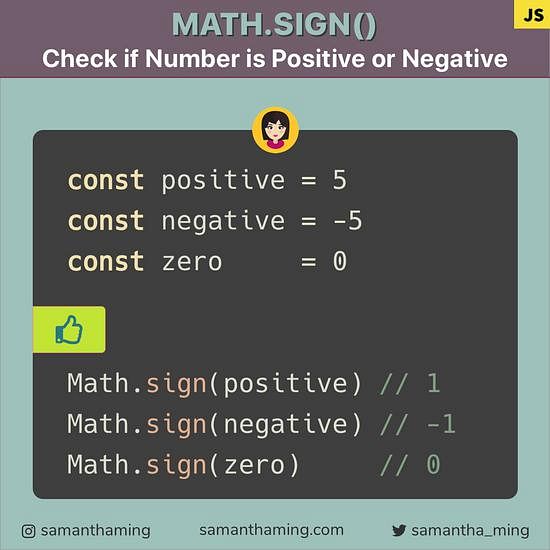 JS
MATH.SIGN()
Check if Number is Positive or Negative
const positive = 5
const negative = -5
const zero     = 0
Math.sign(positive) // 1
Math.sign(negative) // -1
Math.sign(zero)     // 0
samanthaming samanthaming.com samantha_ming